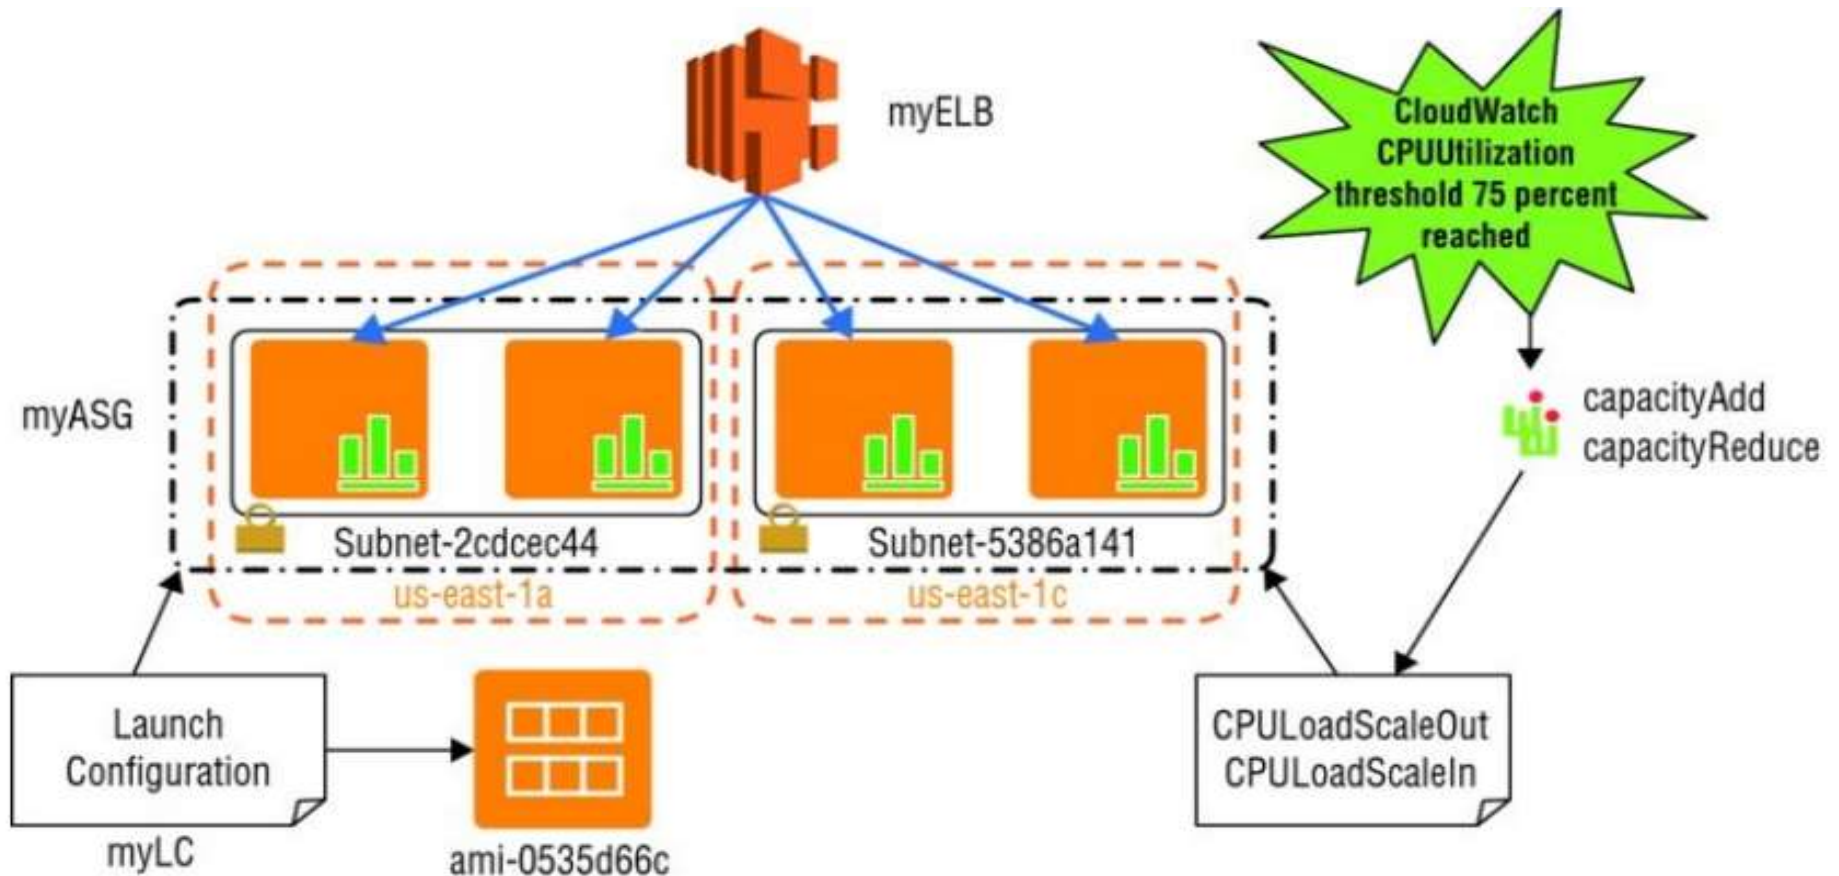 myELB
CloudWatch
CPUUtilization
threshold 75 percent
reached
myASG
capacityAdd
capacityReduce
Subnet-2cdcec44
Subnet-5386a141
us-east-1a
us-east-1c
Launch
Configuration
myLC
ami-0535d66c
CPULoadScaleOut
CPULoadScaleIn